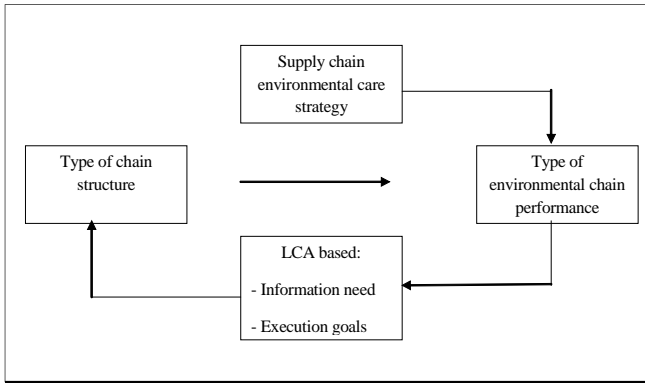 Supply chain
environmental care
strategy
Type of chain
structure
Type of
environmental chain
performance
LCA based:
- Information need
- Execution goals